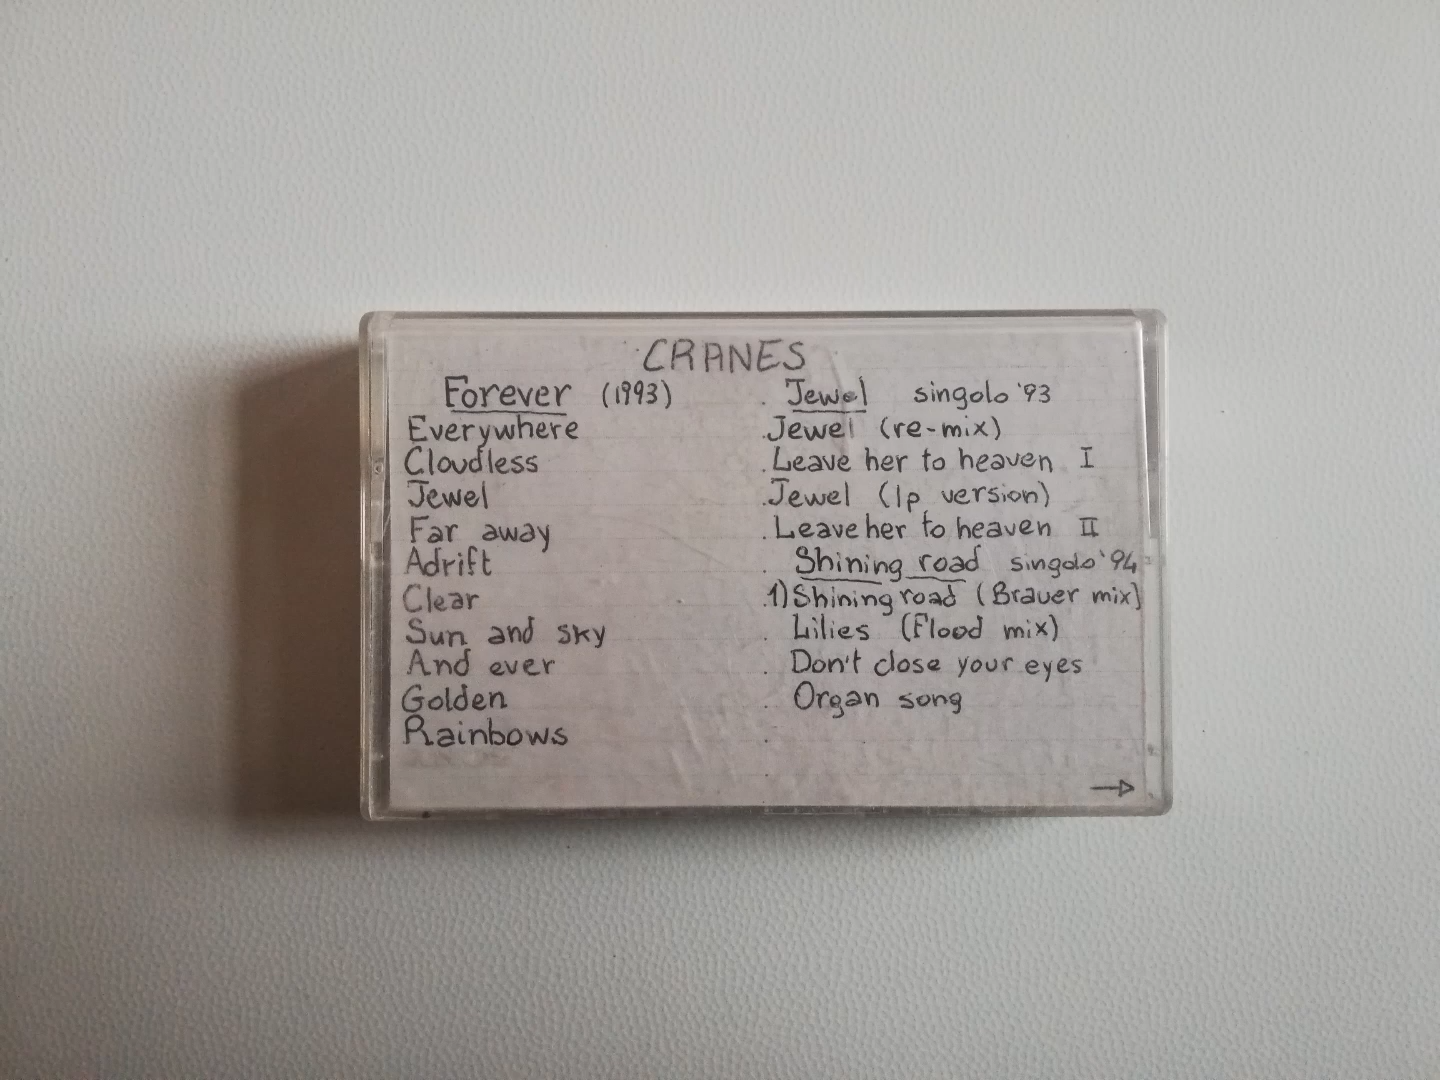 CRANES
Forever (1993)
Everywhere
Cloudless
Jewel
Far away
Adrift
Clear
Sun and sky
And ever
Golden
Rainbows
. Jewel singolo '93
.Jewel (re-mix)
.Leave her to heaven I
.Jewel (lp version)
.Leave her to heaven II
. Shining road singolo '94
.1) Shining road (Brauer mix)
. Lilies (Flood mix)
. Don't close your eyes
. Organ song
.
→